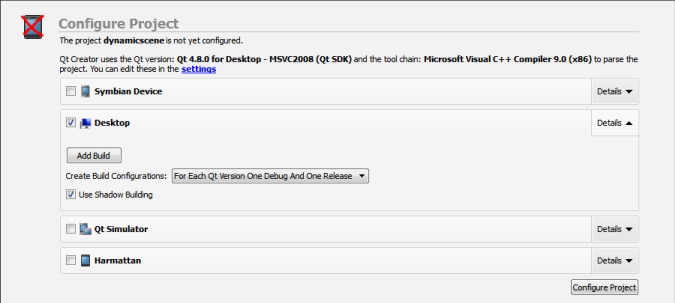 Configure Project
The project dynamicscene is not yet configured.
Qt Creator uses the Qt version: Qt 4.8.0 for Desktop - MSVC2008 (Qt SDK) and the tool chain: Microsoft Visual C++ Compiler 9.0 (x86) to parse the
project. You can edit these in the settings
Symbian Device Details
Desktop Details
Add Build
Create Build Configurations: For Each Qt Version One Debug And One Release
Use Shadow Building
Qt Simulator Details
Harmattan Details
Configure Project